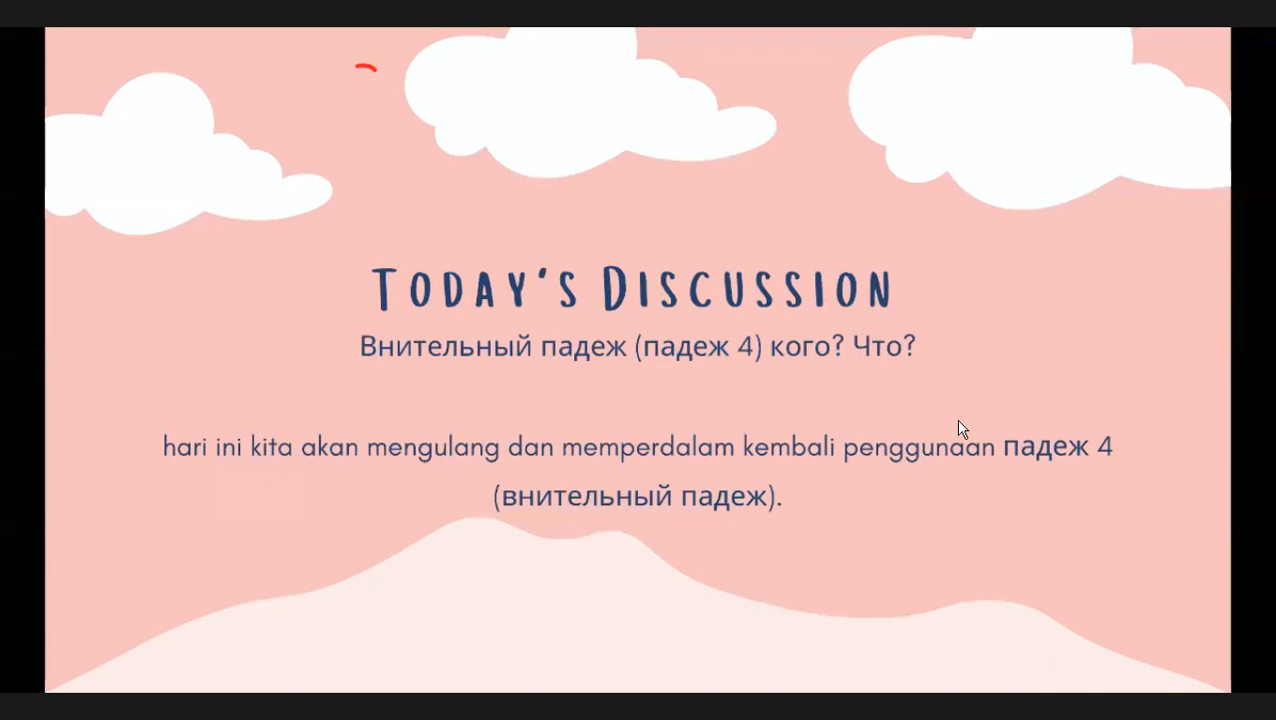 Today's Discussion
Внительный падеж (падеж 4) кого? Что?
hari ini kita akan mengulang dan memperdalam kembali penggunaan падеж 4
(внительный падеж).